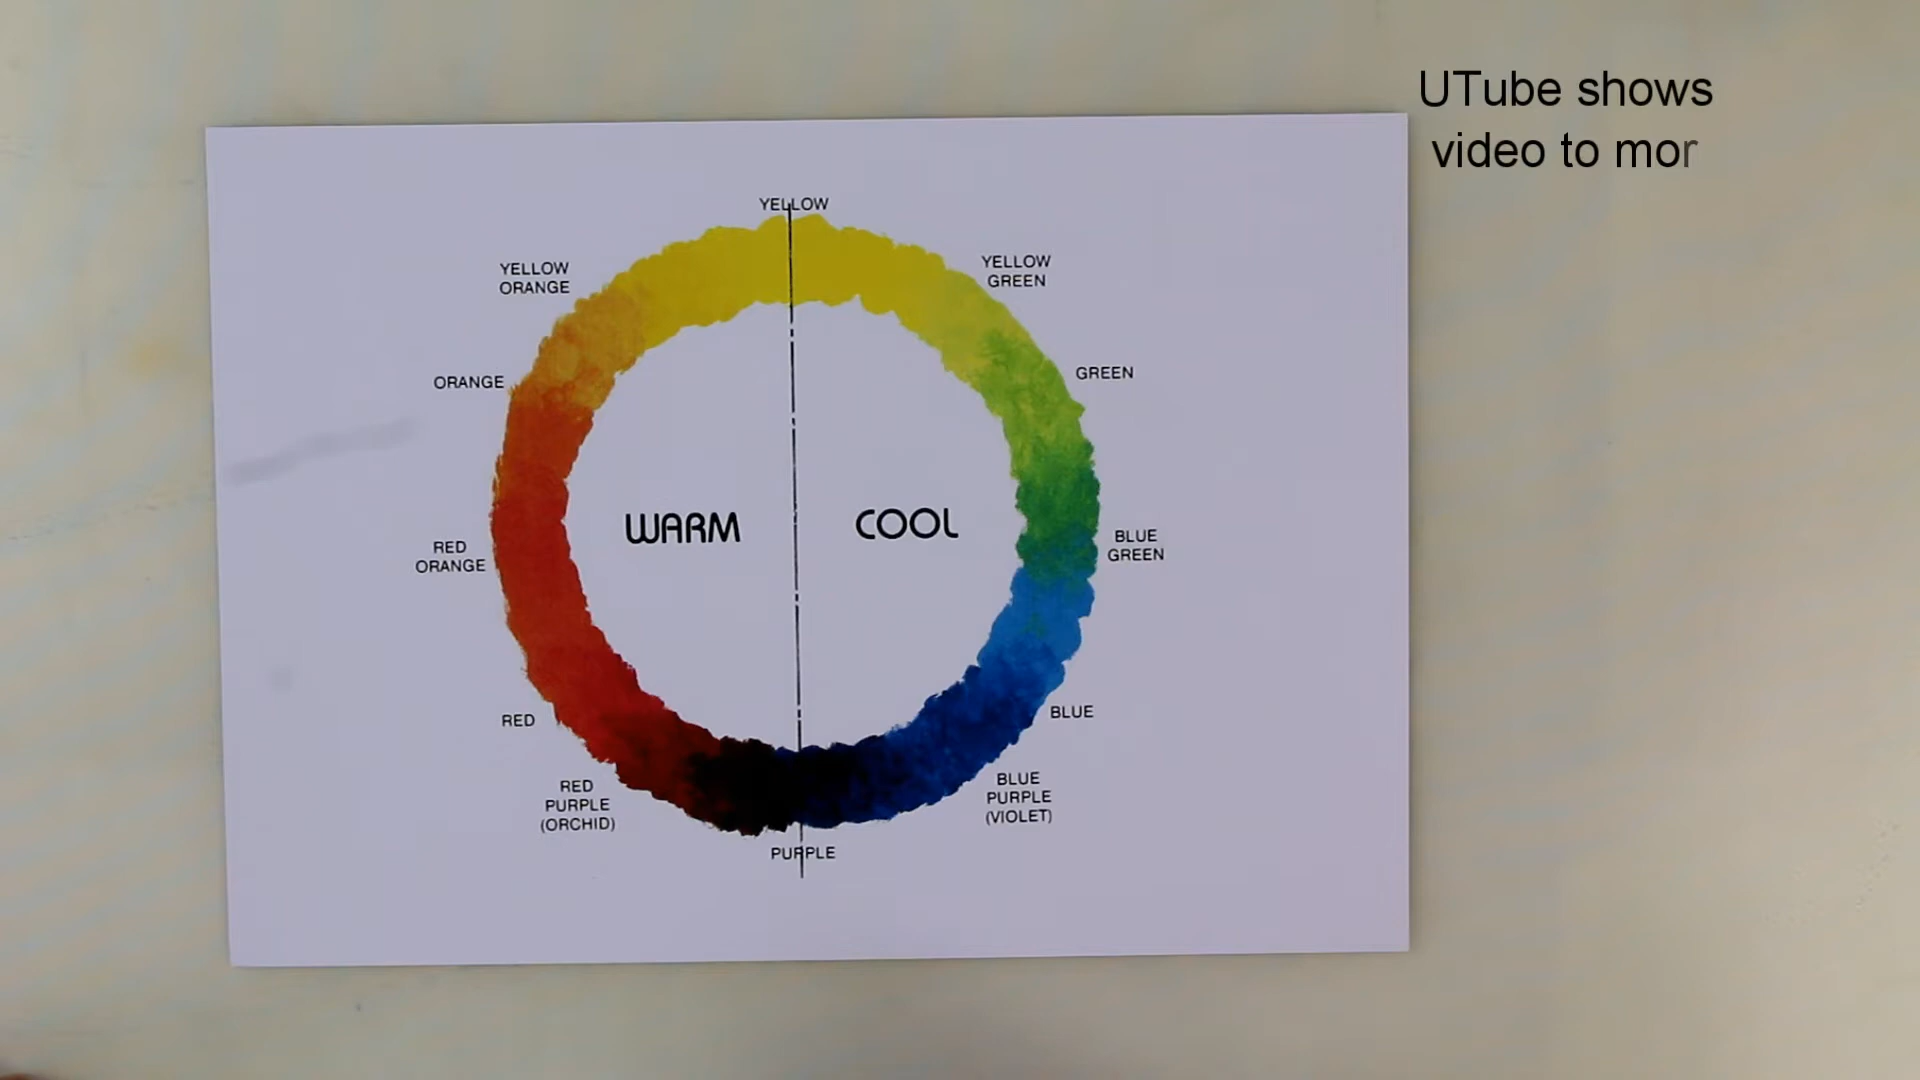 UTube shows
video to mor
YELLOW
YELLOW
ORANGE
YELLOW
GREEN
ORANGE
GREEN
WARM
COOL
RED
ORANGE
BLUE
GREEN
RED
BLUE
RED
PURPLE
(ORCHID)
BLUE
PURPLE
(VIOLET)
PURPLE